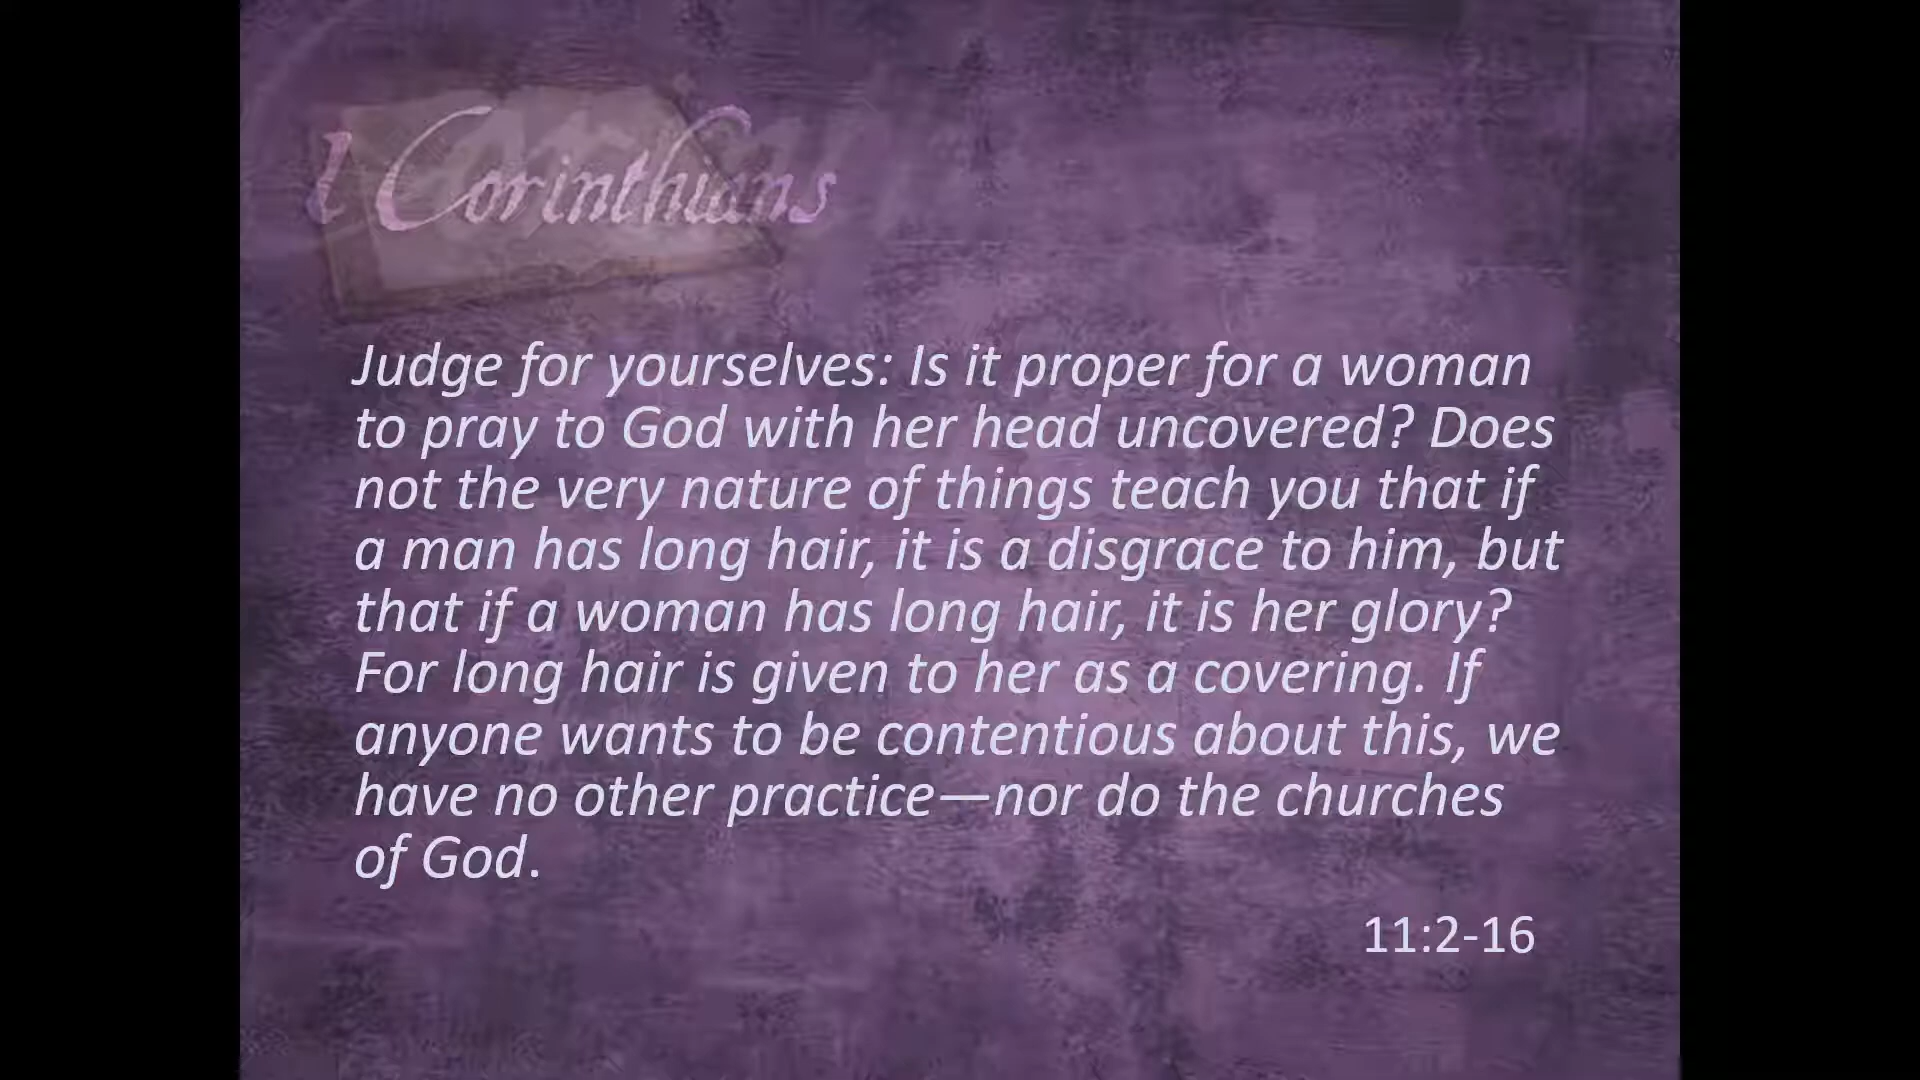 1 Corinthians
Judge for yourselves: Is it proper for a woman
to pray to God with her head uncovered? Does
not the very nature of things teach you that if
a man has long hair, it is a disgrace to him, but
that if a woman has long hair, it is her glory?
For long hair is given to her as a covering. If
anyone wants to be contentious about this, we
have no other practice—nor do the churches
of God.
11:2-16